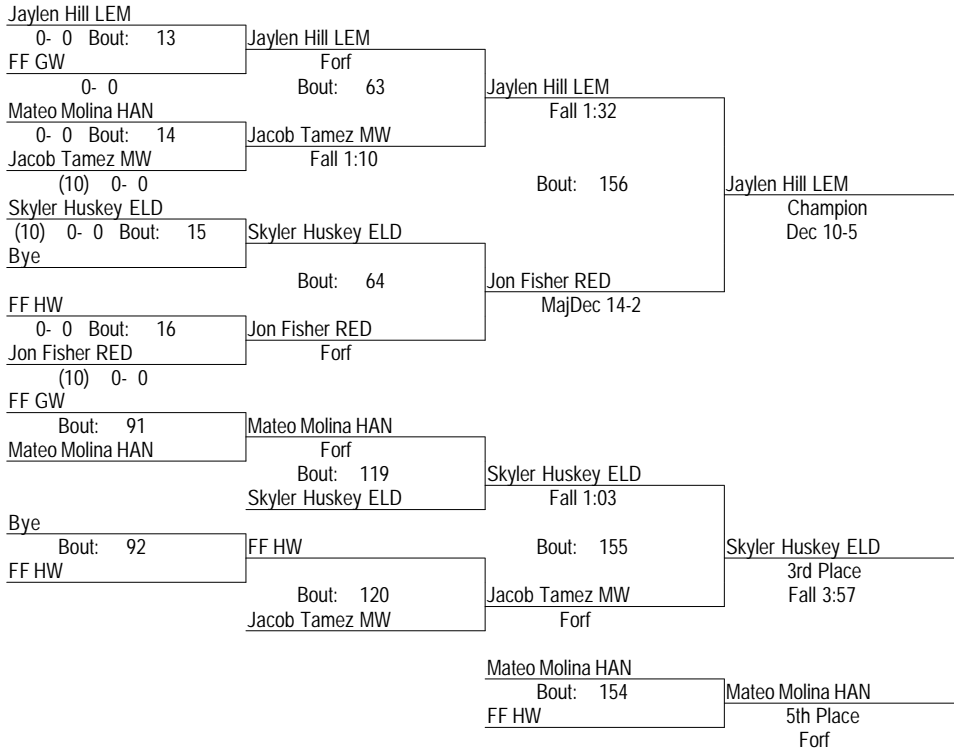 Jaylen Hill LEM
0- 0 Bout: 13
FF GW
0- 0
Jaylen Hill LEM
Forf
Bout: 63
Mateo Molina HAN
0- 0 Bout: 14
Jacob Tamez MW
(10) 0- 0
Jacob Tamez MW
Fall 1:10
Jaylen Hill LEM
Fall 1:32
Bout: 156
Skyler Huskey ELD
(10) 0- 0 Bout: 15
Bye
Skyler Huskey ELD
Bout: 64
FF HW
0- 0 Bout: 16
Jon Fisher RED
(10) 0- 0
Jon Fisher RED
Forf
Jon Fisher RED
MajDec 14-2
Jaylen Hill LEM
Champion
Dec 10-5
FF GW
Bout: 91
Mateo Molina HAN
Mateo Molina HAN
Forf
Bout: 119
Skyler Huskey ELD
Skyler Huskey ELD
Fall 1:03
Bout: 155
Bye
Bout: 92
FF HW
FF HW
Bout: 120
Jacob Tamez MW
Jacob Tamez MW
Forf
Skyler Huskey ELD
3rd Place
Fall 3:57
Mateo Molina HAN
Bout: 154
FF HW
Mateo Molina HAN
5th Place
Forf